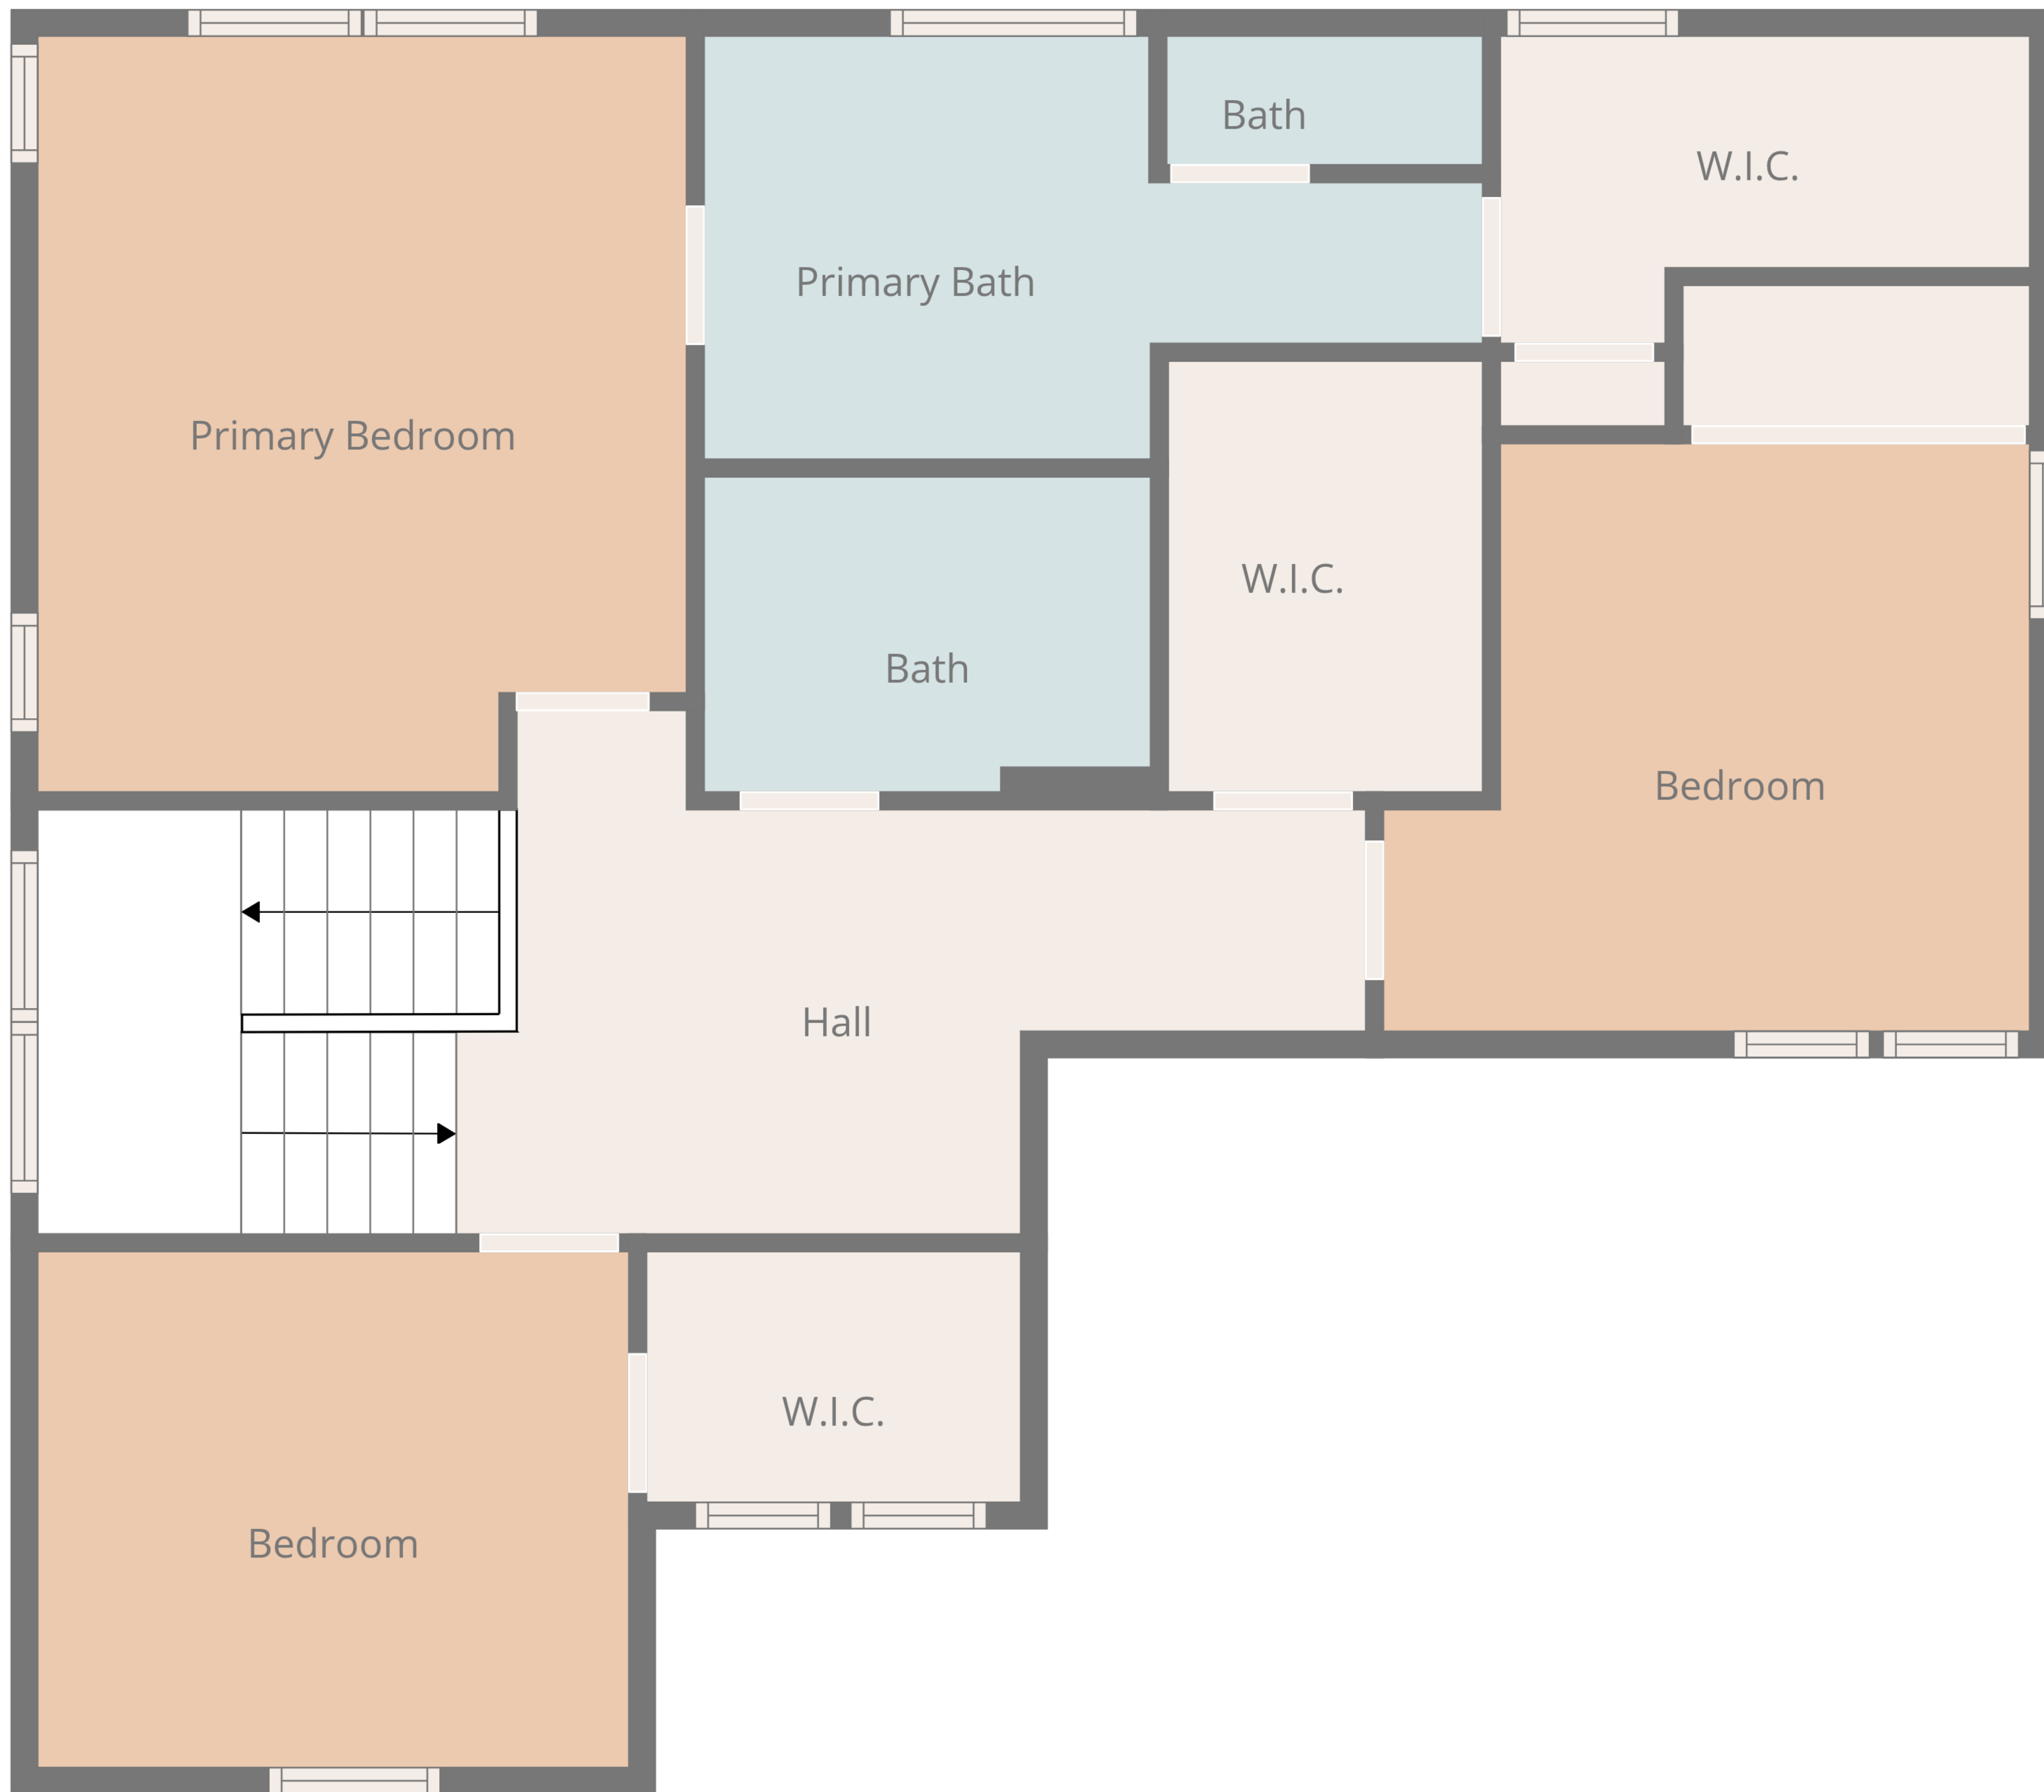 Bath
W.I.C.
Primary Bath
Primary Bedroom
W.I.C.
Bath
Bedroom
Hall
W.I.C.
Bedroom